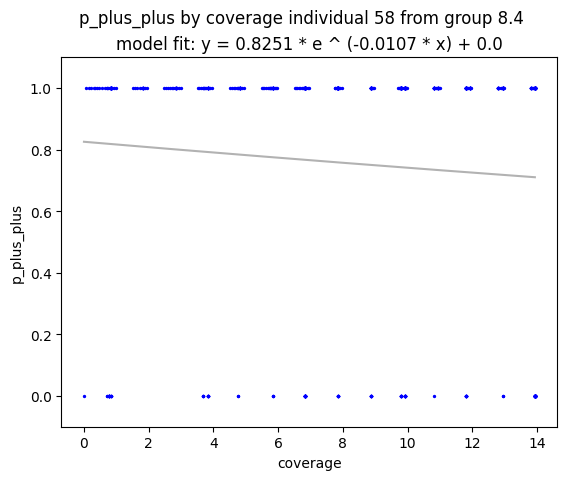 p_plus_plus by coverage individual 58 from group 8.4
model fit: y = 0.8251 * e ^ (-0.0107 * x) + 0.0
1.0
0.8
0.6
0.4
0.2
0.0
p_plus_plus
0 2 4 6 8 10 12 14
coverage